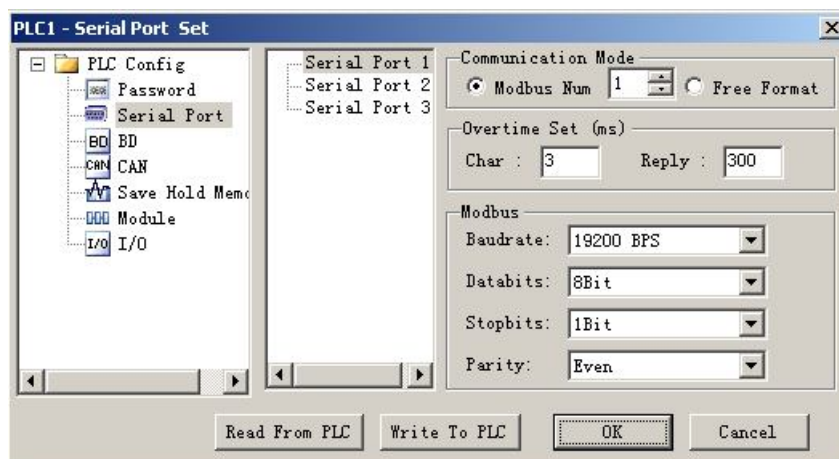 PLC1 - Serial Port Set
PLC Config
Password
Serial Port
BD BD
CAN CAN
Save Hold Memo
Module
I/O I/O
Serial Port 1
Serial Port 2
Serial Port 3
Communication Mode
Modbus Num 1 Free Format
Overtime Set (ms)
Char : 3 Reply : 300
Modbus
Baudrate: 19200 BPS
Databits: 8Bit
Stopbits: 1Bit
Parity: Even
Read From PLC Write To PLC OK Cancel